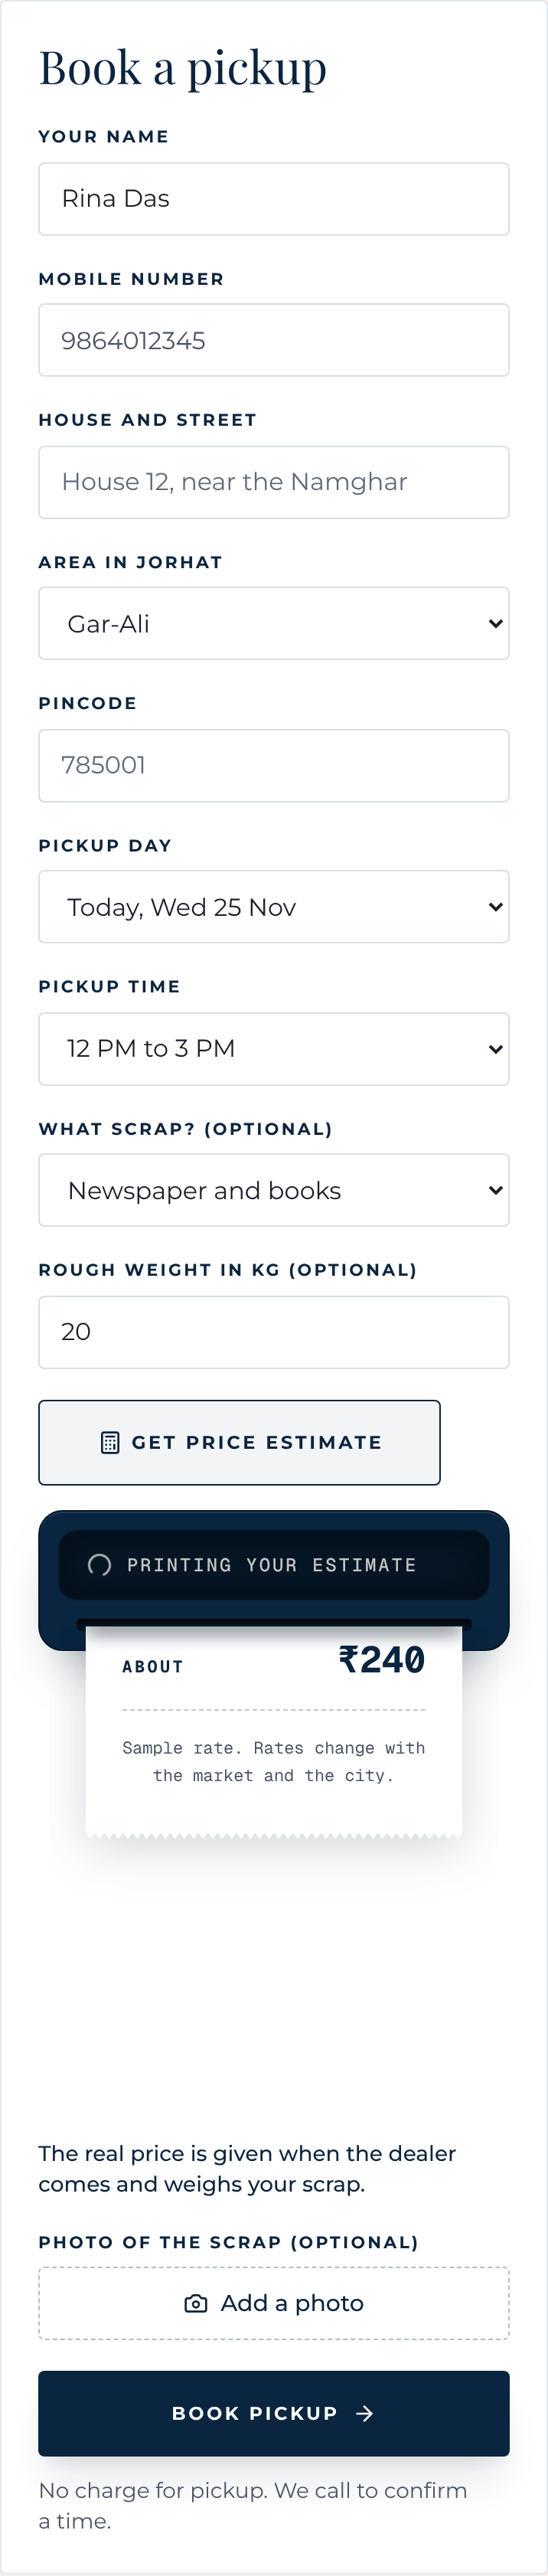 Book a pickup
YOUR NAME
Rina Das
MOBILE NUMBER
9864012345
HOUSE AND STREET
House 12, near the Namghar
AREA IN JORHAT
Gar-Ali
PINCODE
785001
PICKUP DAY
Today, Wed 25 Nov
PICKUP TIME
12 PM to 3 PM
WHAT SCRAP? (OPTIONAL)
Newspaper and books
ROUGH WEIGHT IN KG (OPTIONAL)
20
GET PRICE ESTIMATE
PRINTING YOUR ESTIMATE
ABOUT ₹240
Sample rate. Rates change with
the market and the city.
The real price is given when the dealer
comes and weighs your scrap.
PHOTO OF THE SCRAP (OPTIONAL)
Add a photo
BOOK PICKUP →
No charge for pickup. We call to confirm
a time.